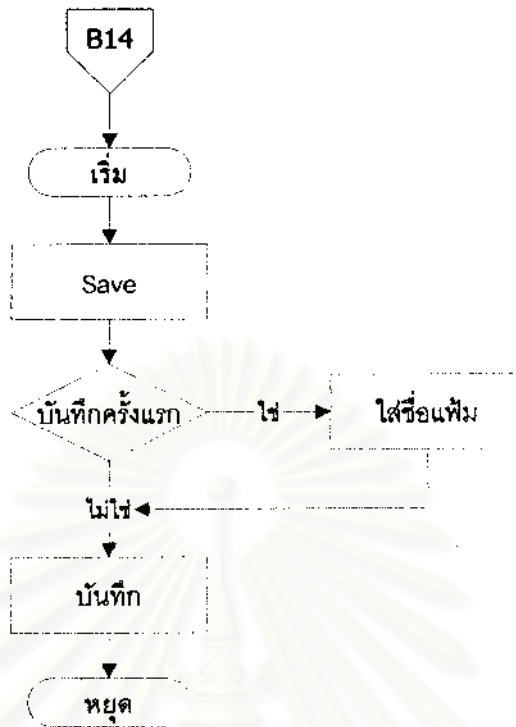 B14
เริ่ม
Save
บันทึกครั้งแรก
ใช่
ใส่ชื่อแฟ้ม
ไม่ใช่
บันทึก
หยุด